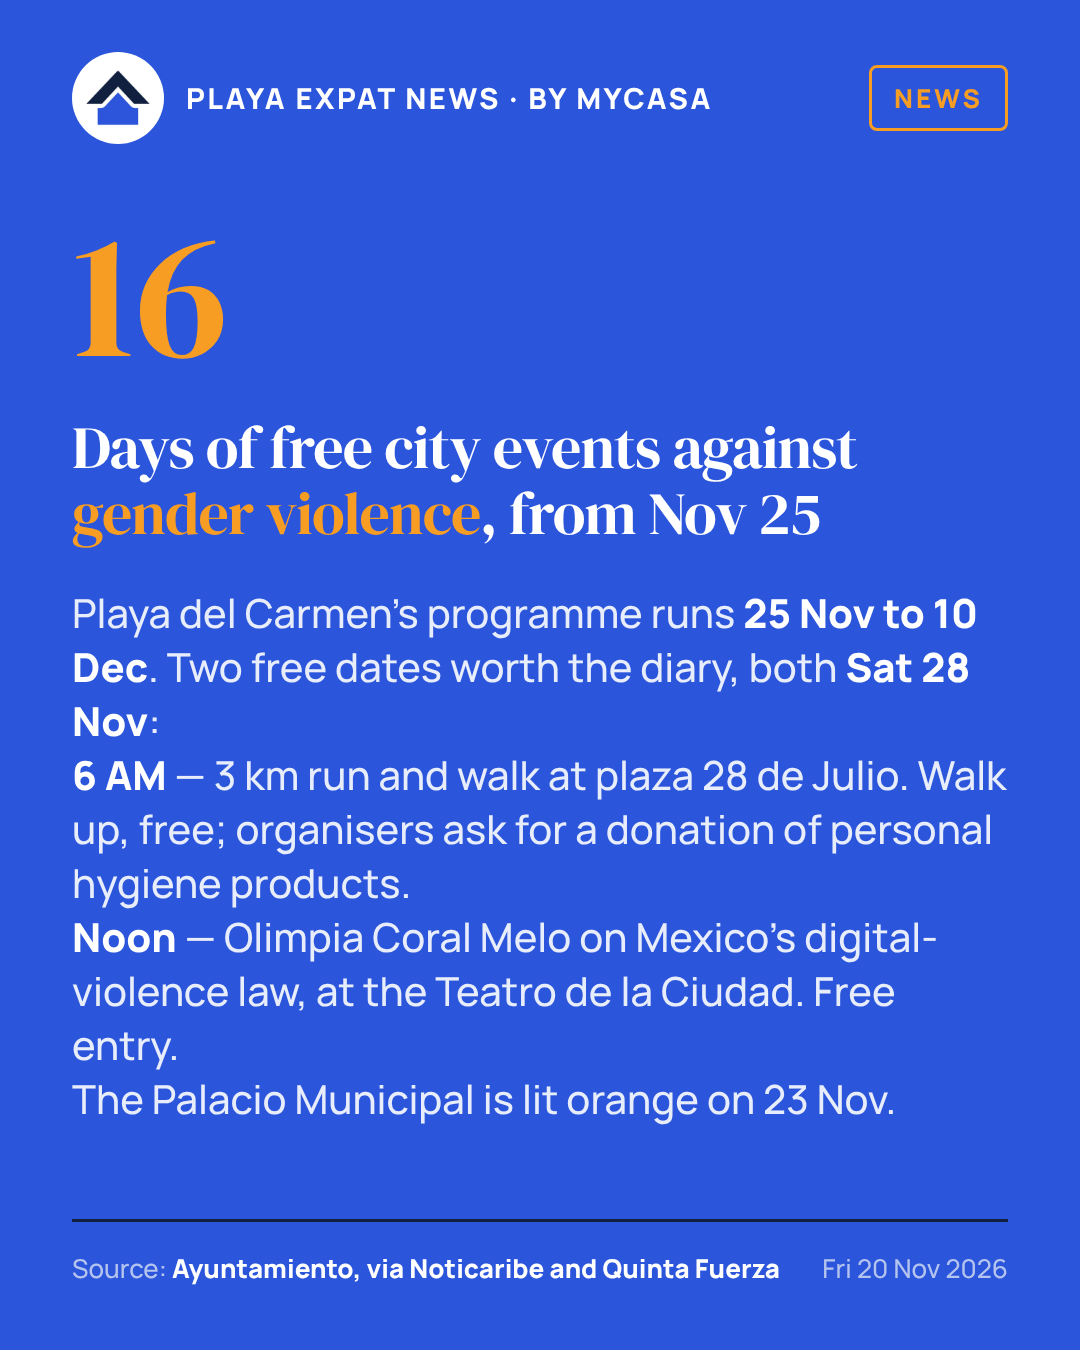 PLAYA EXPAT NEWS · BY MYCASA
NEWS
16
Days of free city events against
gender violence, from Nov 25
Playa del Carmen’s programme runs 25 Nov to 10
Dec. Two free dates worth the diary, both Sat 28
Nov:
6 AM — 3 km run and walk at plaza 28 de Julio. Walk
up, free; organisers ask for a donation of personal
hygiene products.
Noon — Olimpia Coral Melo on Mexico’s digital-
violence law, at the Teatro de la Ciudad. Free
entry.
The Palacio Municipal is lit orange on 23 Nov.
Source: Ayuntamiento, via Noticaribe and Quinta Fuerza
Fri 20 Nov 2026